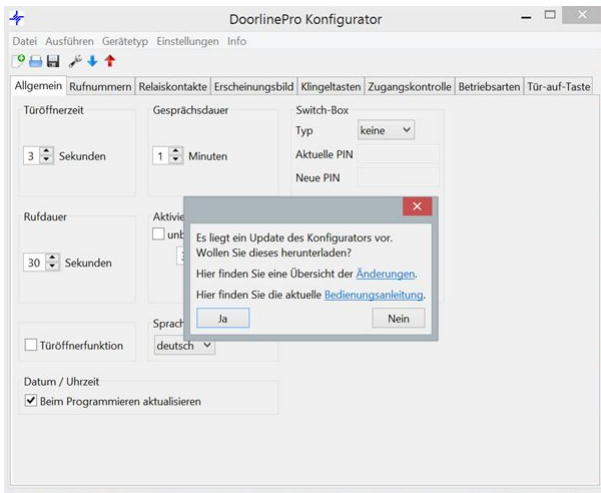 DoorlinePro Konfigurator
Datei Ausführen Gerätetyp Einstellungen Info
Allgemein Rufnummern Relaiskontakte Erscheinungsbild Klingeltasten Zugangskontrolle Betriebsarten Tür-auf-Taste
Türöffnerzeit Gesprächsdauer Switch-Box
Typ keine
3 Sekunden 1 Minuten Aktuelle PIN
Neue PIN
Rufdauer Aktivie
unb
30 Sekunden
Es liegt ein Update des Konfigurators vor.
Wollen Sie dieses herunterladen?
Hier finden Sie eine Übersicht der Änderungen.
Hier finden Sie die aktuelle Bedienungsanleitung.
Ja Nein
Sprach
Türöffnerfunktion deutsch
Datum / Uhrzeit
Beim Programmieren aktualisieren